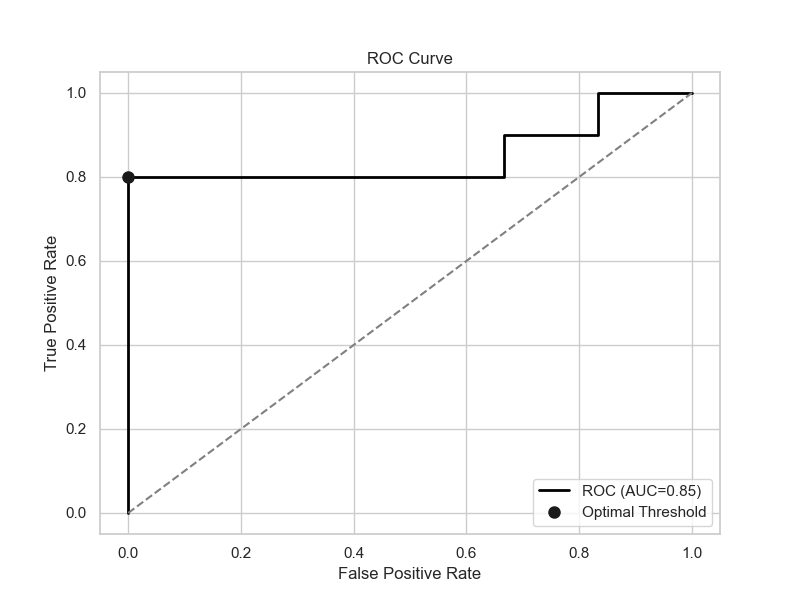 ROC Curve
1.0
0.8
0.6
0.4
0.2
0.0
True Positive Rate
0.0 0.2 0.4 0.6 0.8 1.0
False Positive Rate
ROC (AUC=0.85)
Optimal Threshold